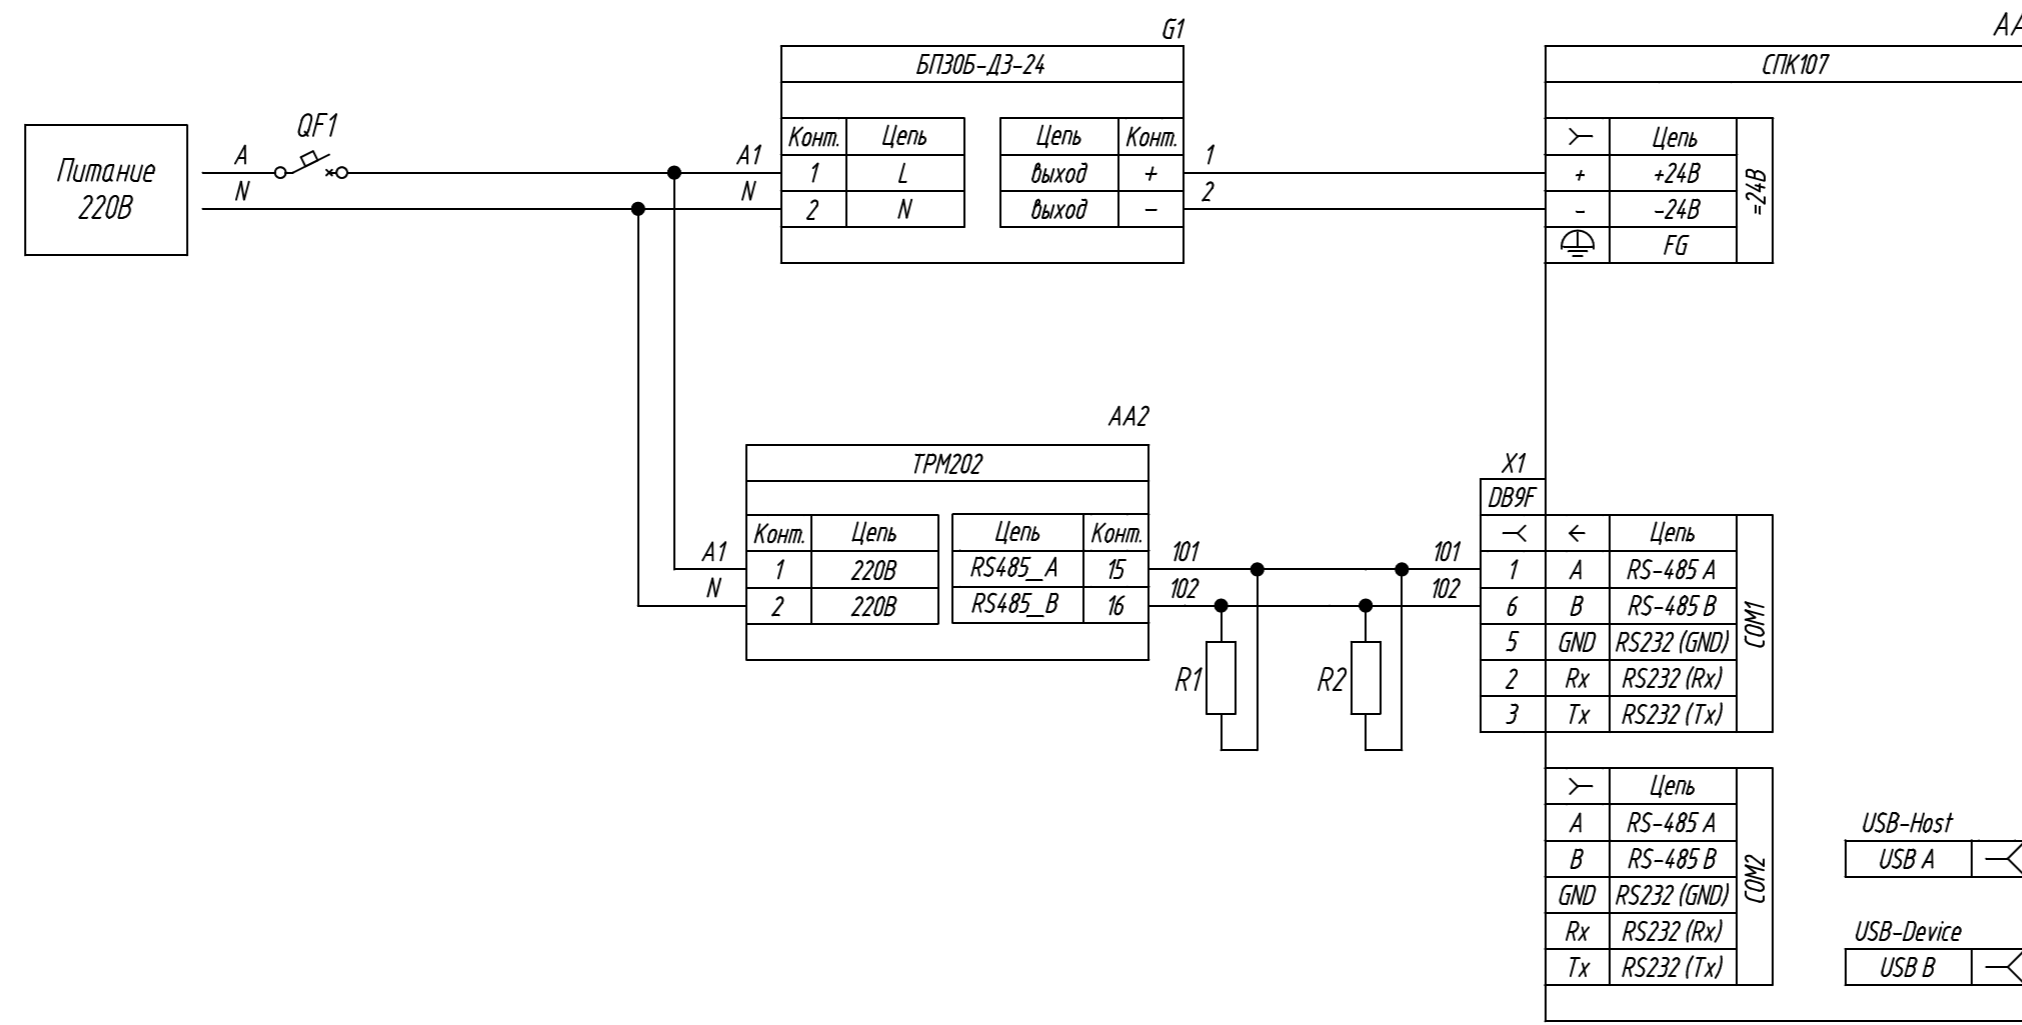 G1
АА
БП30Б-Д3-24
СПК107
Питание
220В
QF1
A
N
A1
N
Конт. Цепь
1 L
2 N
Цепь Конт.
выход +
выход –
1
2
Цепь
+ +24В
- -24В
FG
=24В
АА2
ТРМ202
A1
N
Конт. Цепь
1 220В
2 220В
Цепь Конт.
RS485_A 15
RS485_B 16
101
102
101
102
R1
R2
X1
DB9F
Цепь
1 A RS-485 A
6 B RS-485 B
5 GND RS232 (GND)
2 Rx RS232 (Rx)
3 Tx RS232 (Tx)
COM1
Цепь
A RS-485 A
B RS-485 B
GND RS232 (GND)
Rx RS232 (Rx)
Tx RS232 (Tx)
COM2
USB-Host
USB A
USB-Device
USB B